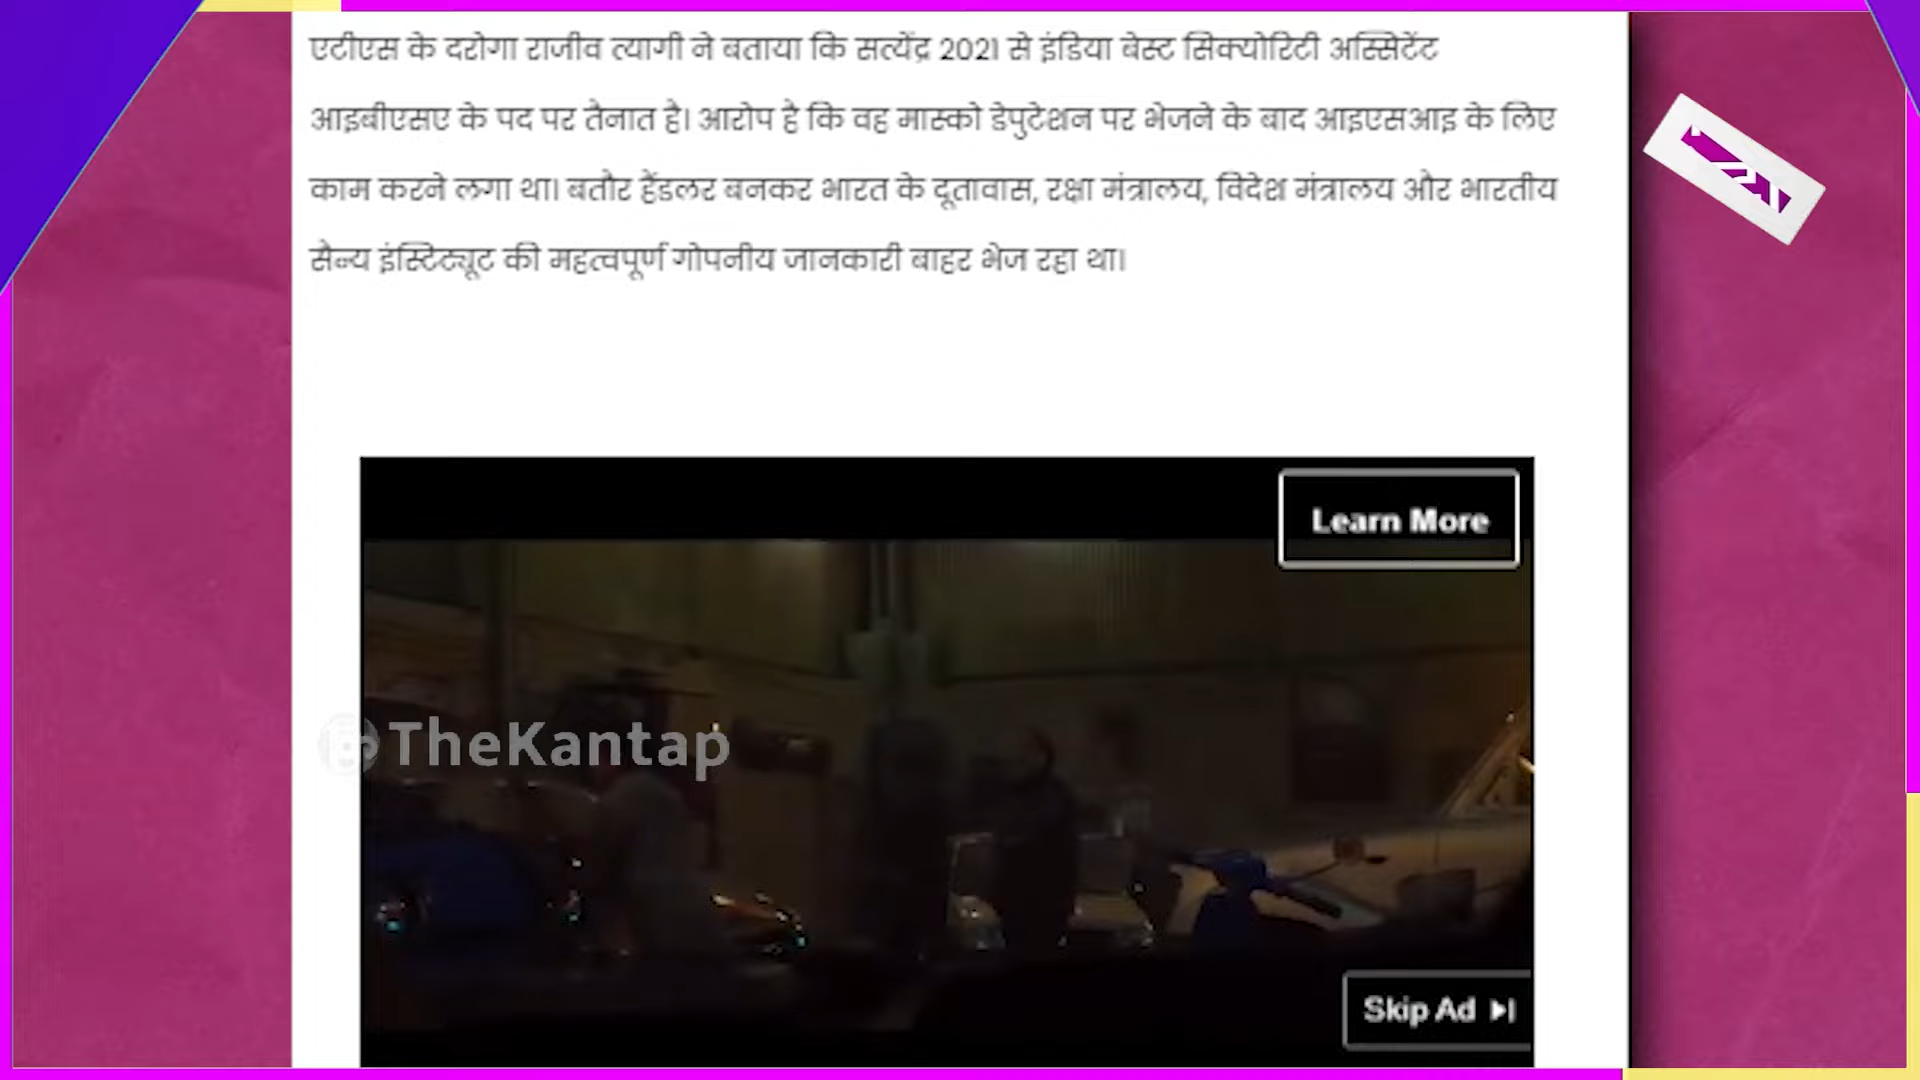 एटीएस के दरोगा राजीव त्यागी ने बताया कि सत्येंद्र 2021 से इंडिया बेस्ट सिक्योरिटी अस्सिटेंट
आइबीएसए के पद पर तैनात है। आरोप है कि वह मास्को डेपुटेशन पर भेजने के बाद आइएसआइ के लिए
काम करने लगा था। बतौर हैंडलर बनकर भारत के दूतावास, रक्षा मंत्रालय, विदेश मंत्रालय और भारतीय
सैन्य इंस्टिट्यूट की महत्वपूर्ण गोपनीय जानकारी बाहर भेज रहा था।
Learn More
TheKantap
Skip Ad